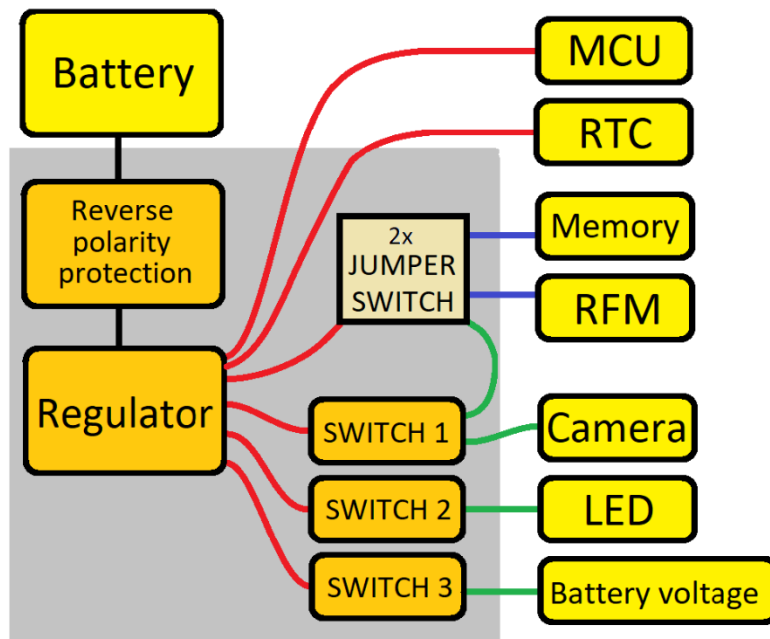 Battery
MCU
RTC
Reverse
polarity
protection
2x
JUMPER
SWITCH
Memory
RFM
Regulator
SWITCH 1
Camera
SWITCH 2
LED
SWITCH 3
Battery voltage